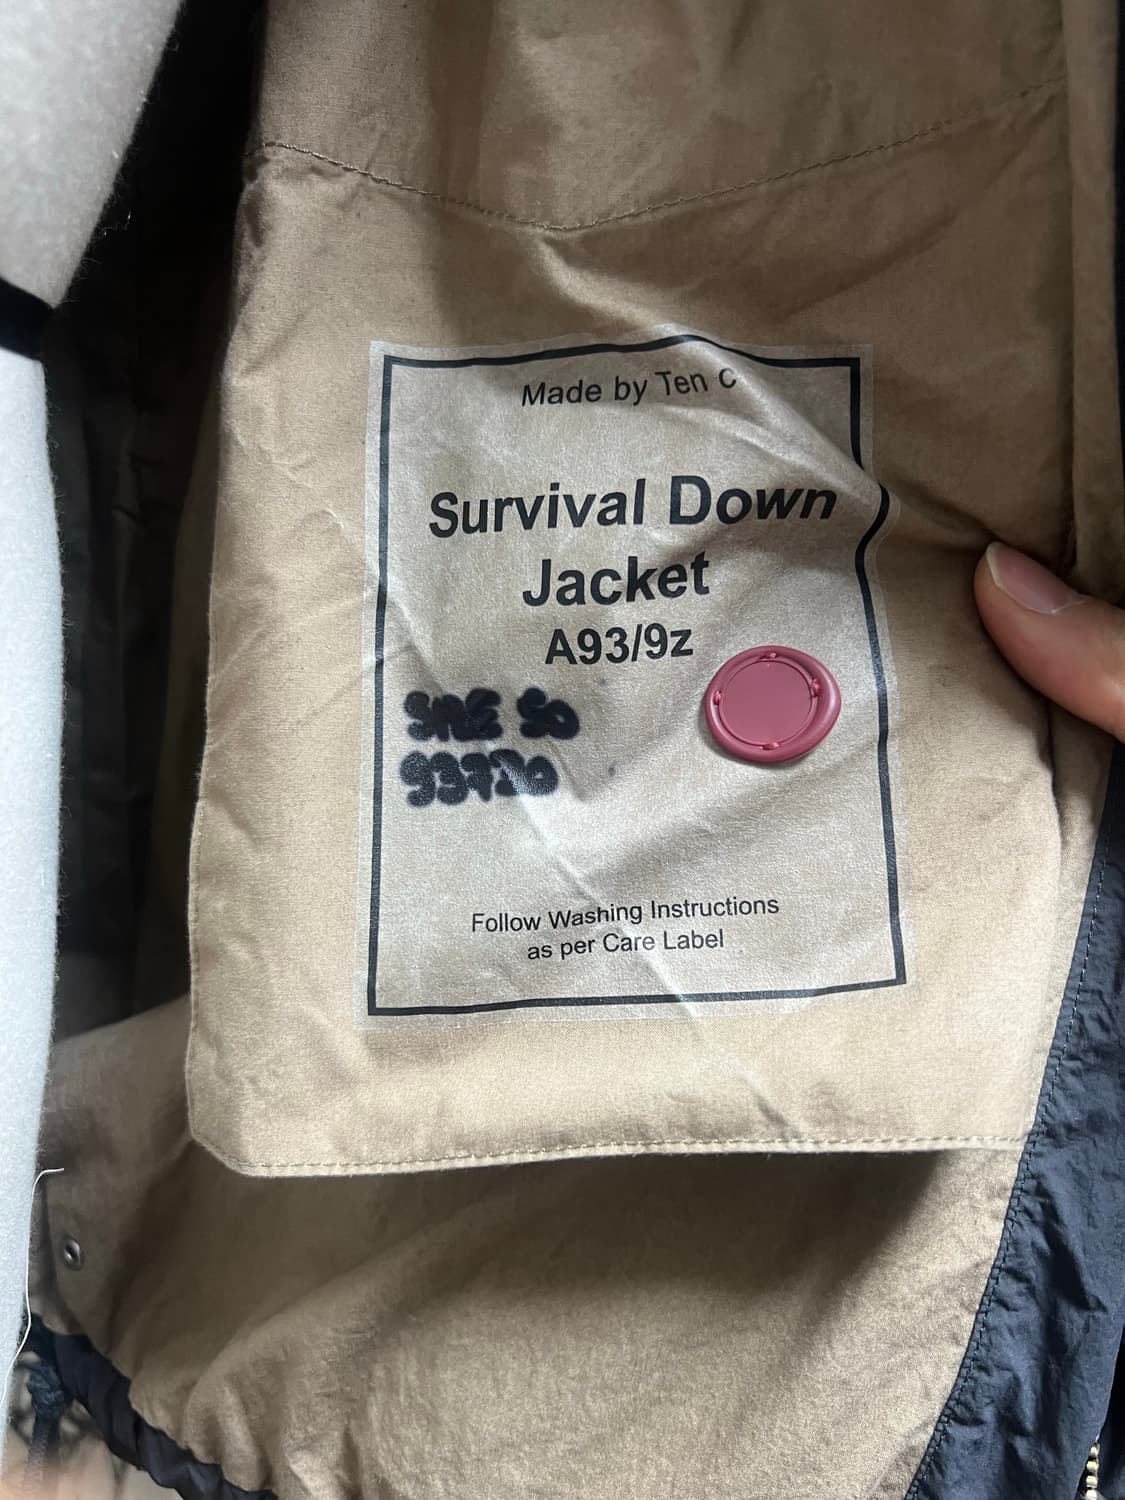 Made by Ten C
Survival Down
Jacket
A93/9z
Follow Washing Instructions
as per Care Label